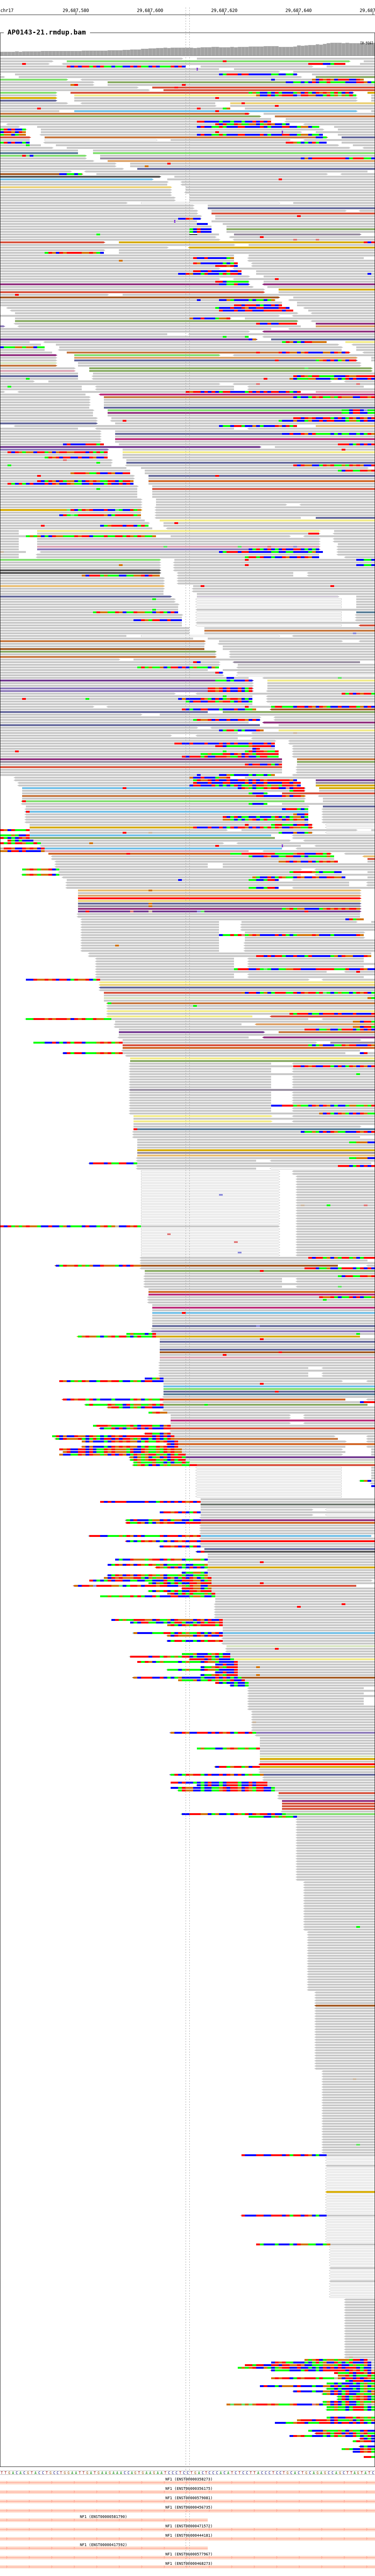 chr17
29,687,580
29,687,600
29,687,620
29,687,640
29,687
AP0143-21.rmdup.bam
NF1 (ENST00000358273)
NF1 (ENST00000356175)
NF1 (ENST00000579081)
NF1 (ENST00000456735)
NF1 (ENST00000581790)
NF1 (ENST00000471572)
NF1 (ENST00000444181)
NF1 (ENST00000417592)
NF1 (ENST00000577967)
NF1 (ENST00000468273)